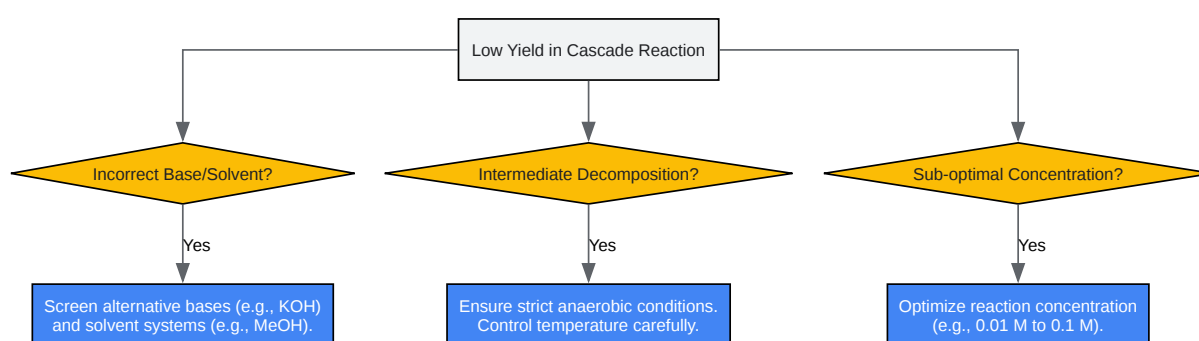 Low Yield in Cascade Reaction
Incorrect Base/Solvent?
Intermediate Decomposition?
Sub-optimal Concentration?
Yes
Yes
Yes
Screen alternative bases (e.g., KOH)
and solvent systems (e.g., MeOH).
Ensure strict anaerobic conditions.
Control temperature carefully.
Optimize reaction concentration
(e.g., 0.01 M to 0.1 M).